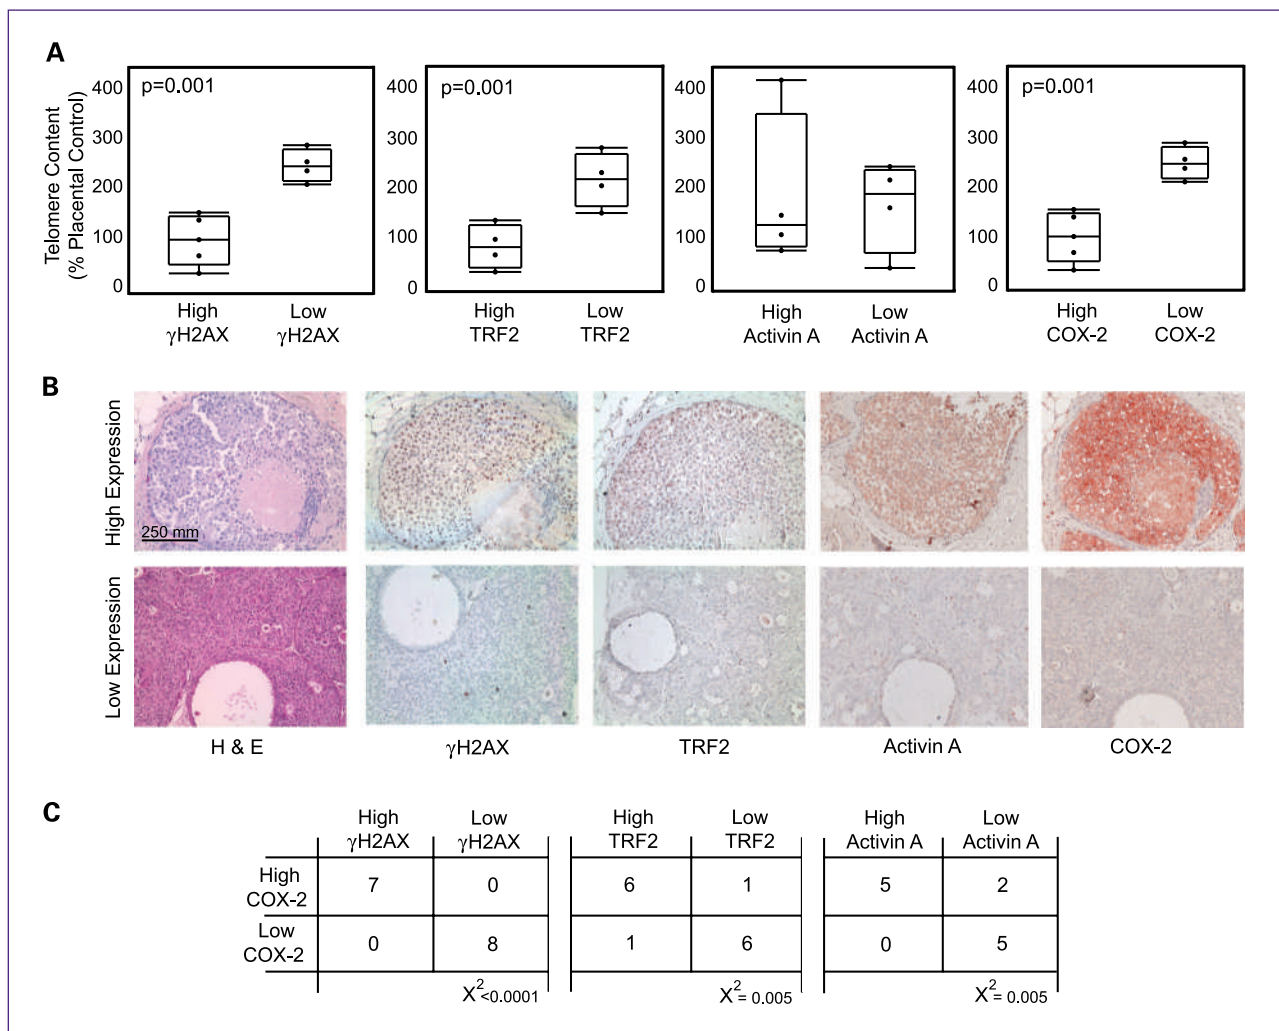 A
Telomere Content
(% Placental Control)
400
300
200
100
0
p=0.001
High
γH2AX
Low
γH2AX
400
300
200
100
0
p=0.001
High
TRF2
Low
TRF2
400
300
200
100
0
High
Activin A
Low
Activin A
400
300
200
100
0
p=0.001
High
COX-2
Low
COX-2
B
High Expression
250 mm
Low Expression
H & E
γH2AX
TRF2
Activin A
COX-2
C
High
γH2AX
Low
γH2AX
High
COX-2
7
0
Low
COX-2
0
8
X²<0.0001
High
TRF2
Low
TRF2
6
1
1
6
X²= 0.005
High
Activin A
Low
Activin A
5
2
0
5
X²= 0.005